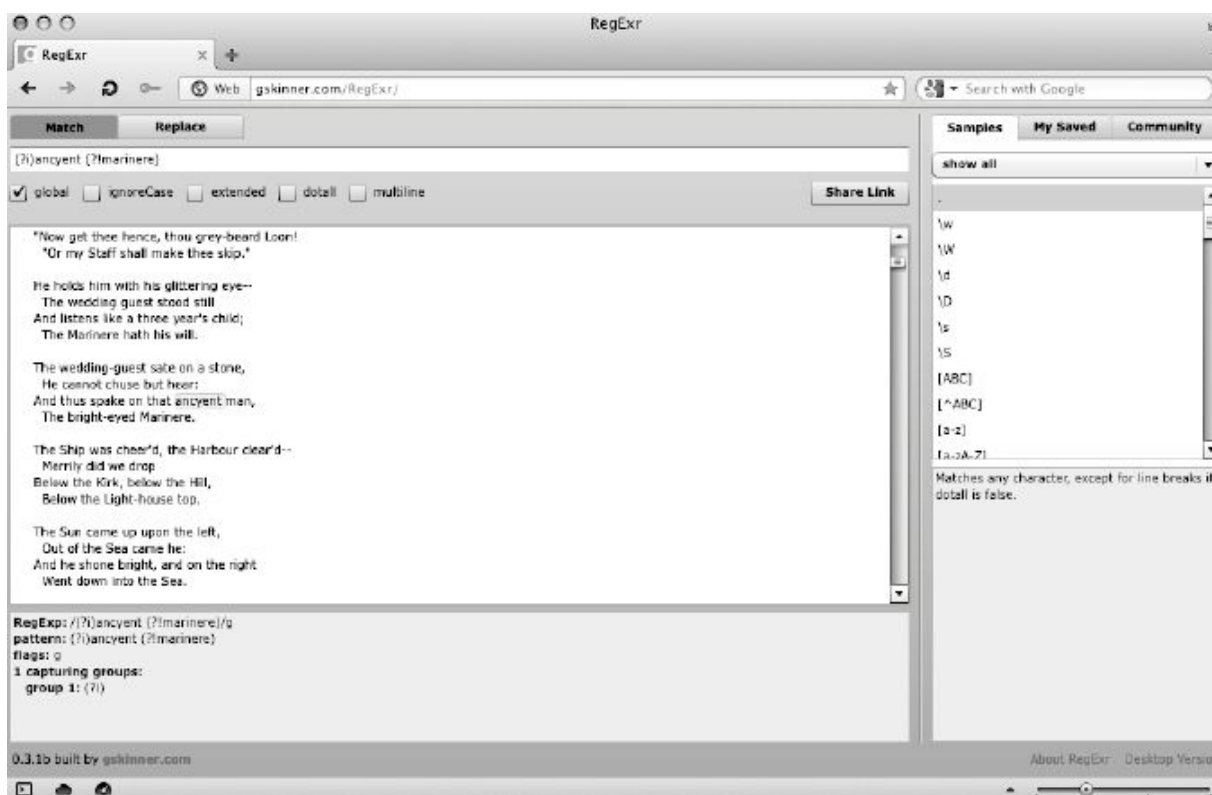 RegExr
RegExr × +
Web gskinner.com/RegExr/ Search with Google
Match Replace
(?i)ancyent (?!marinere)
global ignoreCase extended dotall multiline Share Link
"Now get thee hence, thou grey-beard Loon!
"Or my Staff shall make thee skip."
He holds him with his glittering eye--
The wedding guest stood still
And listens like a three year's child;
The Marinere hath his will.
The wedding-guest sate on a stone,
He cannot chuse but hear:
And thus spake on that ancyent man,
The bright-eyed Marinere.
The Ship was cheer'd, the Harbour clear'd--
Merrily did we drop
Below the Kirk, below the Hill,
Below the Light-house top.
The Sun came up upon the left,
Out of the Sea came he:
And he shone bright, and on the right
Went down into the Sea.
RegExp: /(?i)ancyent (?!marinere)/g
pattern: (?i)ancyent (?!marinere)
flags: g
1 capturing groups:
group 1: (?i)
Samples My Saved Community
show all
.
\w
\W
\d
\D
\s
\S
[ABC]
[^ABC]
[a-z]
[a-zA-Z]
Matches any character, except for line breaks if
dotall is false.
0.3.1b built by gskinner.com About RegExr Desktop Versio